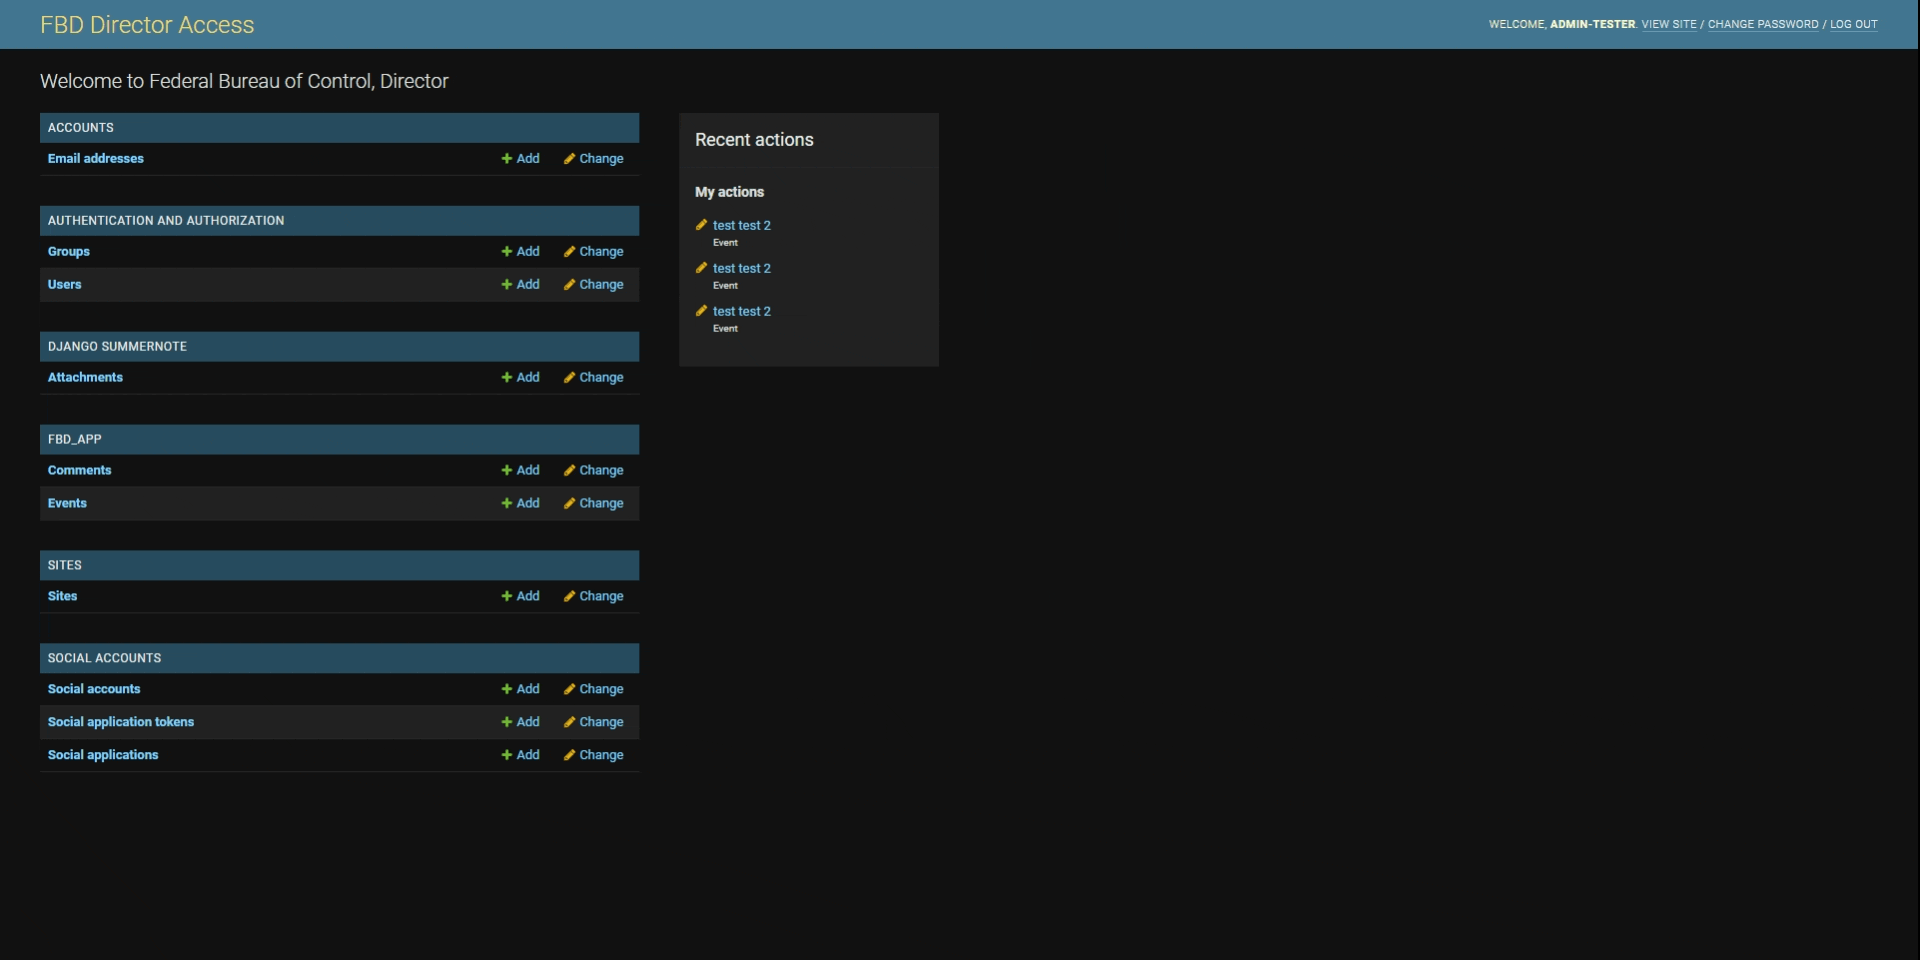 FBD Director Access
WELCOME, ADMIN-TESTER. VIEW SITE / CHANGE PASSWORD / LOG OUT
Welcome to Federal Bureau of Control, Director
ACCOUNTS
Email addresses Add Change
AUTHENTICATION AND AUTHORIZATION
Groups Add Change
Users Add Change
DJANGO SUMMERNOTE
Attachments Add Change
FBD_APP
Comments Add Change
Events Add Change
SITES
Sites Add Change
SOCIAL ACCOUNTS
Social accounts Add Change
Social application tokens Add Change
Social applications Add Change
Recent actions
My actions
test test 2
Event
test test 2
Event
test test 2
Event